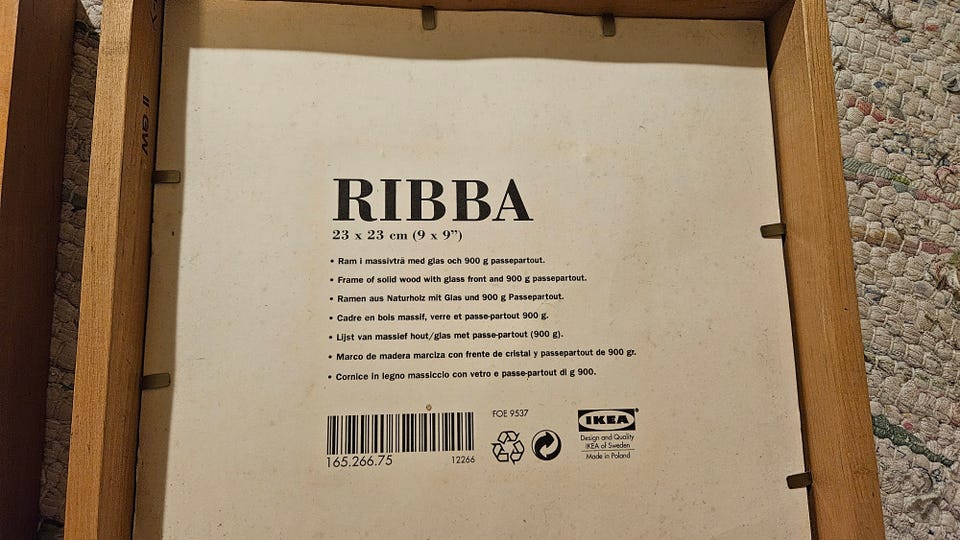 RIBBA
23 x 23 cm (9 x 9”)
• Ram i massivträ med glas och 900 g passepartout.
• Frame of solid wood with glass front and 900 g passepartout.
• Ramen aus Naturholz mit Glas und 900 g Passepartout.
• Cadre en bois massif, verre et passe-partout 900 g.
• Lijst van massief hout/glas met passe-partout (900 g).
• Marco de madera marciza con frente de cristal y passepartout de 900 gr.
• Cornice in legno massiccio con vetro e passe-partout di g 900.
165.266.75
12266
FOE 9537
IKEA
Design and Quality
IKEA of Sweden
Made in Poland